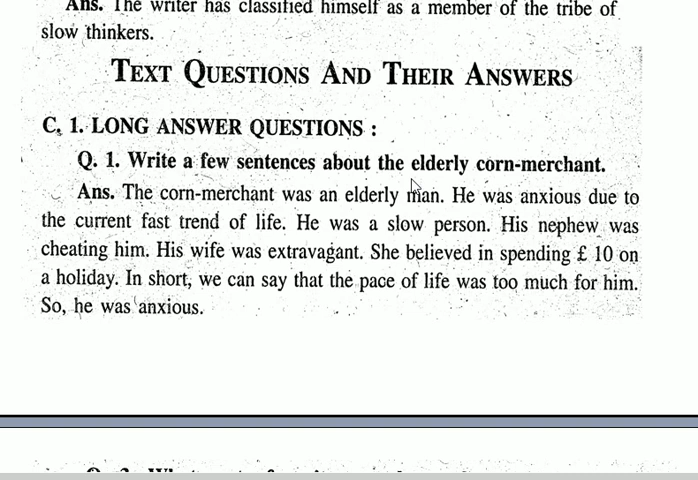 Ans. The writer has classified himself as a member of the tribe of
slow thinkers.
TEXT QUESTIONS AND THEIR ANSWERS
C. 1. LONG ANSWER QUESTIONS :
Q. 1. Write a few sentences about the elderly corn-merchant.
Ans. The corn-merchant was an elderly man. He was anxious due to
the current fast trend of life. He was a slow person. His nephew was
cheating him. His wife was extravagant. She believed in spending £ 10 on
a holiday. In short, we can say that the pace of life was too much for him.
So, he was anxious.